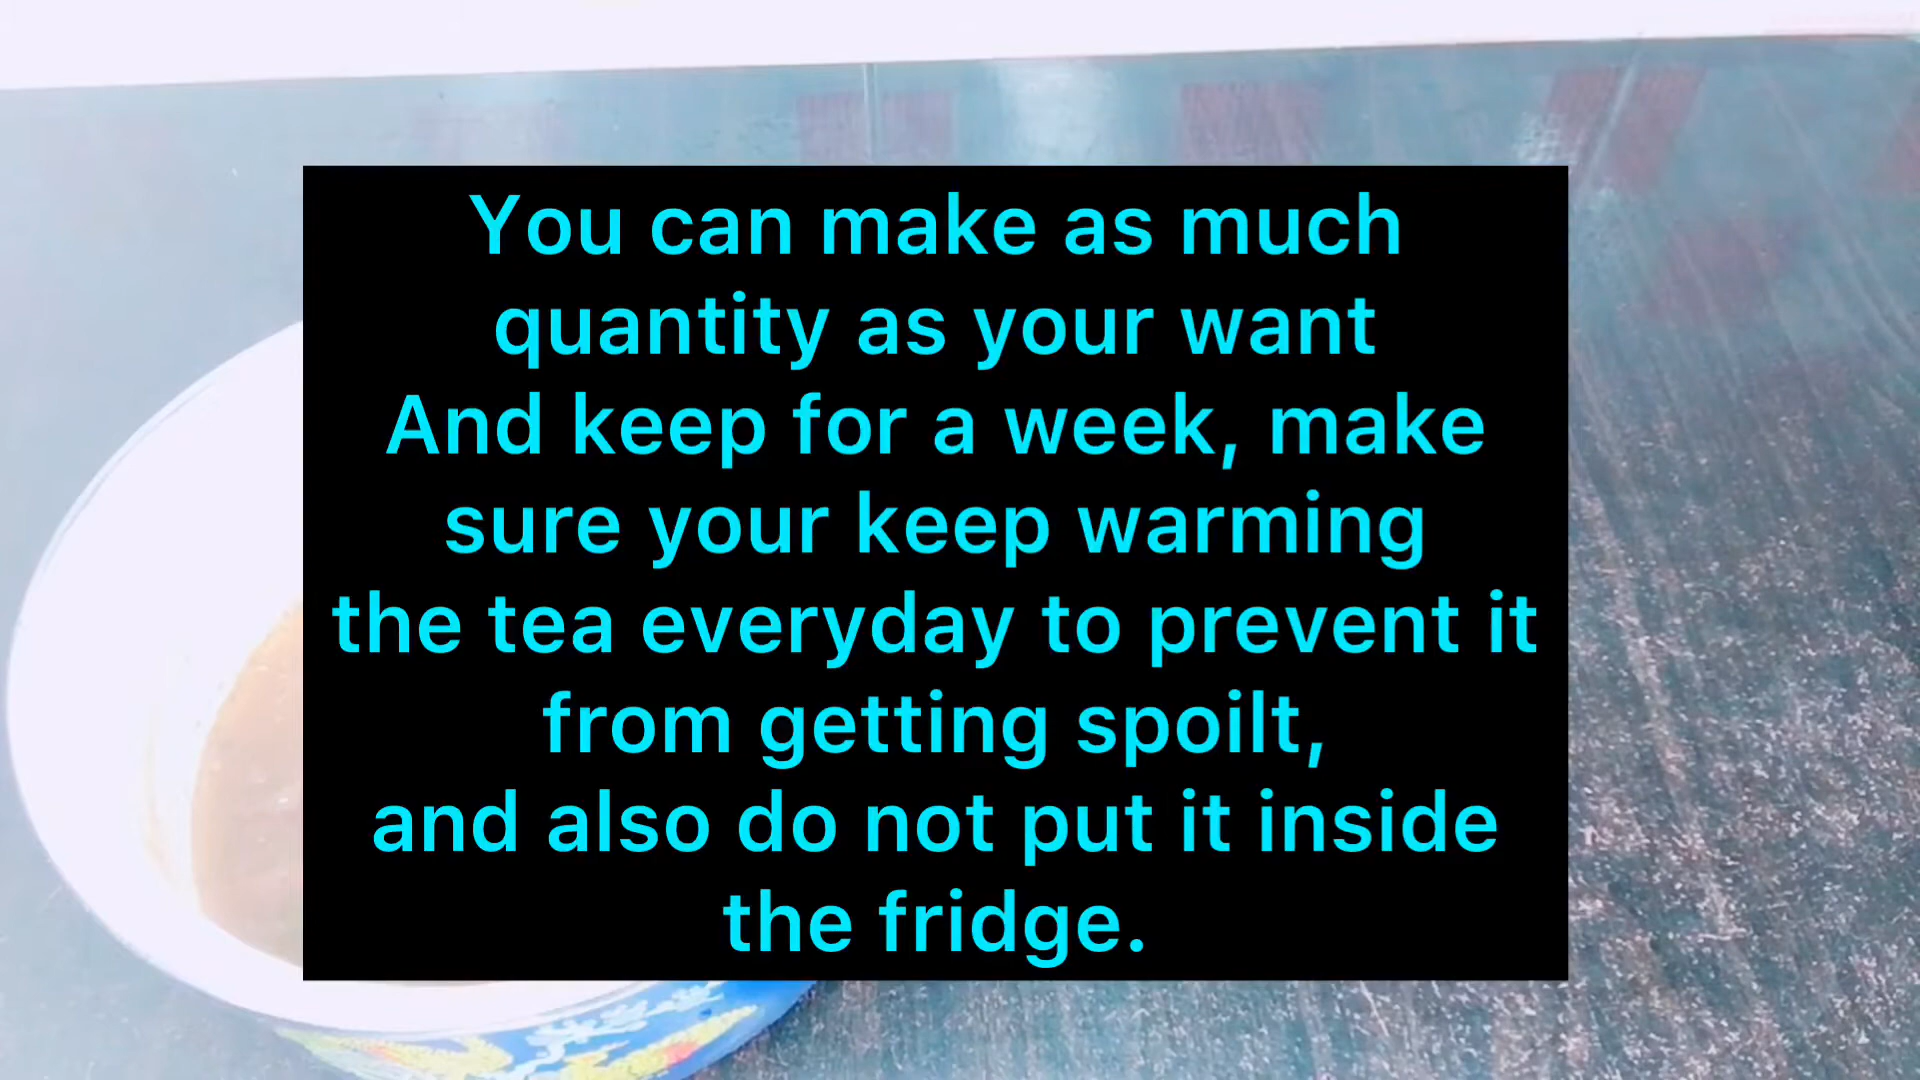 You can make as much
quantity as your want
And keep for a week, make
sure your keep warming
the tea everyday to prevent it
from getting spoilt,
and also do not put it inside
the fridge.